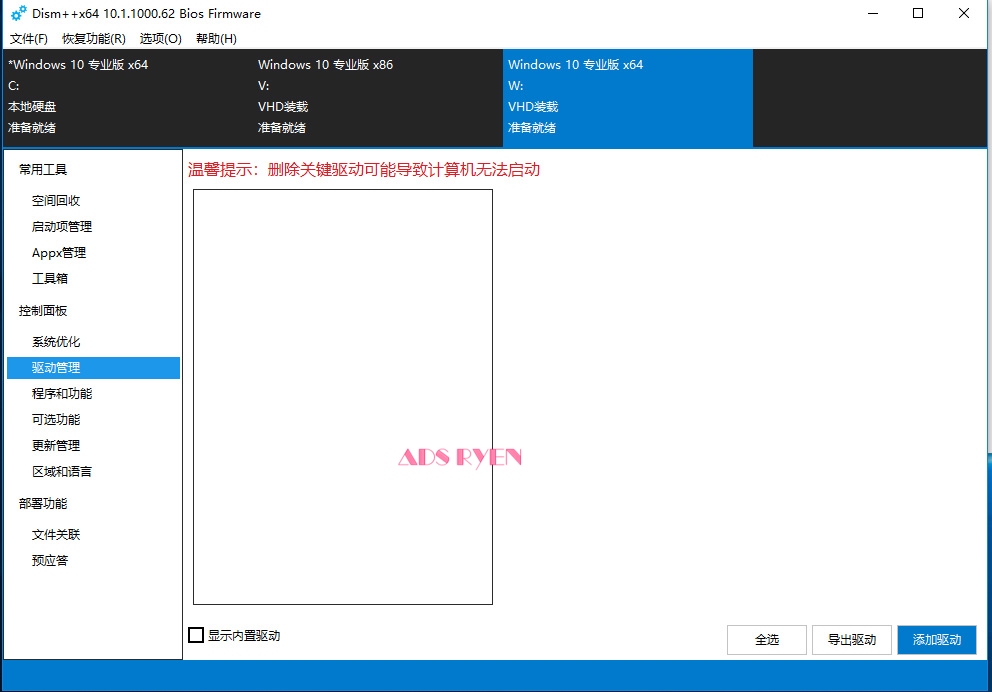 Dism++x64 10.1.1000.62 Bios Firmware
文件(F) 恢复功能(R) 选项(O) 帮助(H)
*Windows 10 专业版 x64
C:
本地硬盘
准备就绪
Windows 10 专业版 x86
V:
VHD装载
准备就绪
Windows 10 专业版 x64
W:
VHD装载
准备就绪
常用工具
空间回收
启动项管理
Appx管理
工具箱
控制面板
系统优化
驱动管理
程序和功能
可选功能
更新管理
区域和语言
部署功能
文件关联
预应答
温馨提示：删除关键驱动可能导致计算机无法启动
ADS RYEN
显示内置驱动
全选 导出驱动 添加驱动